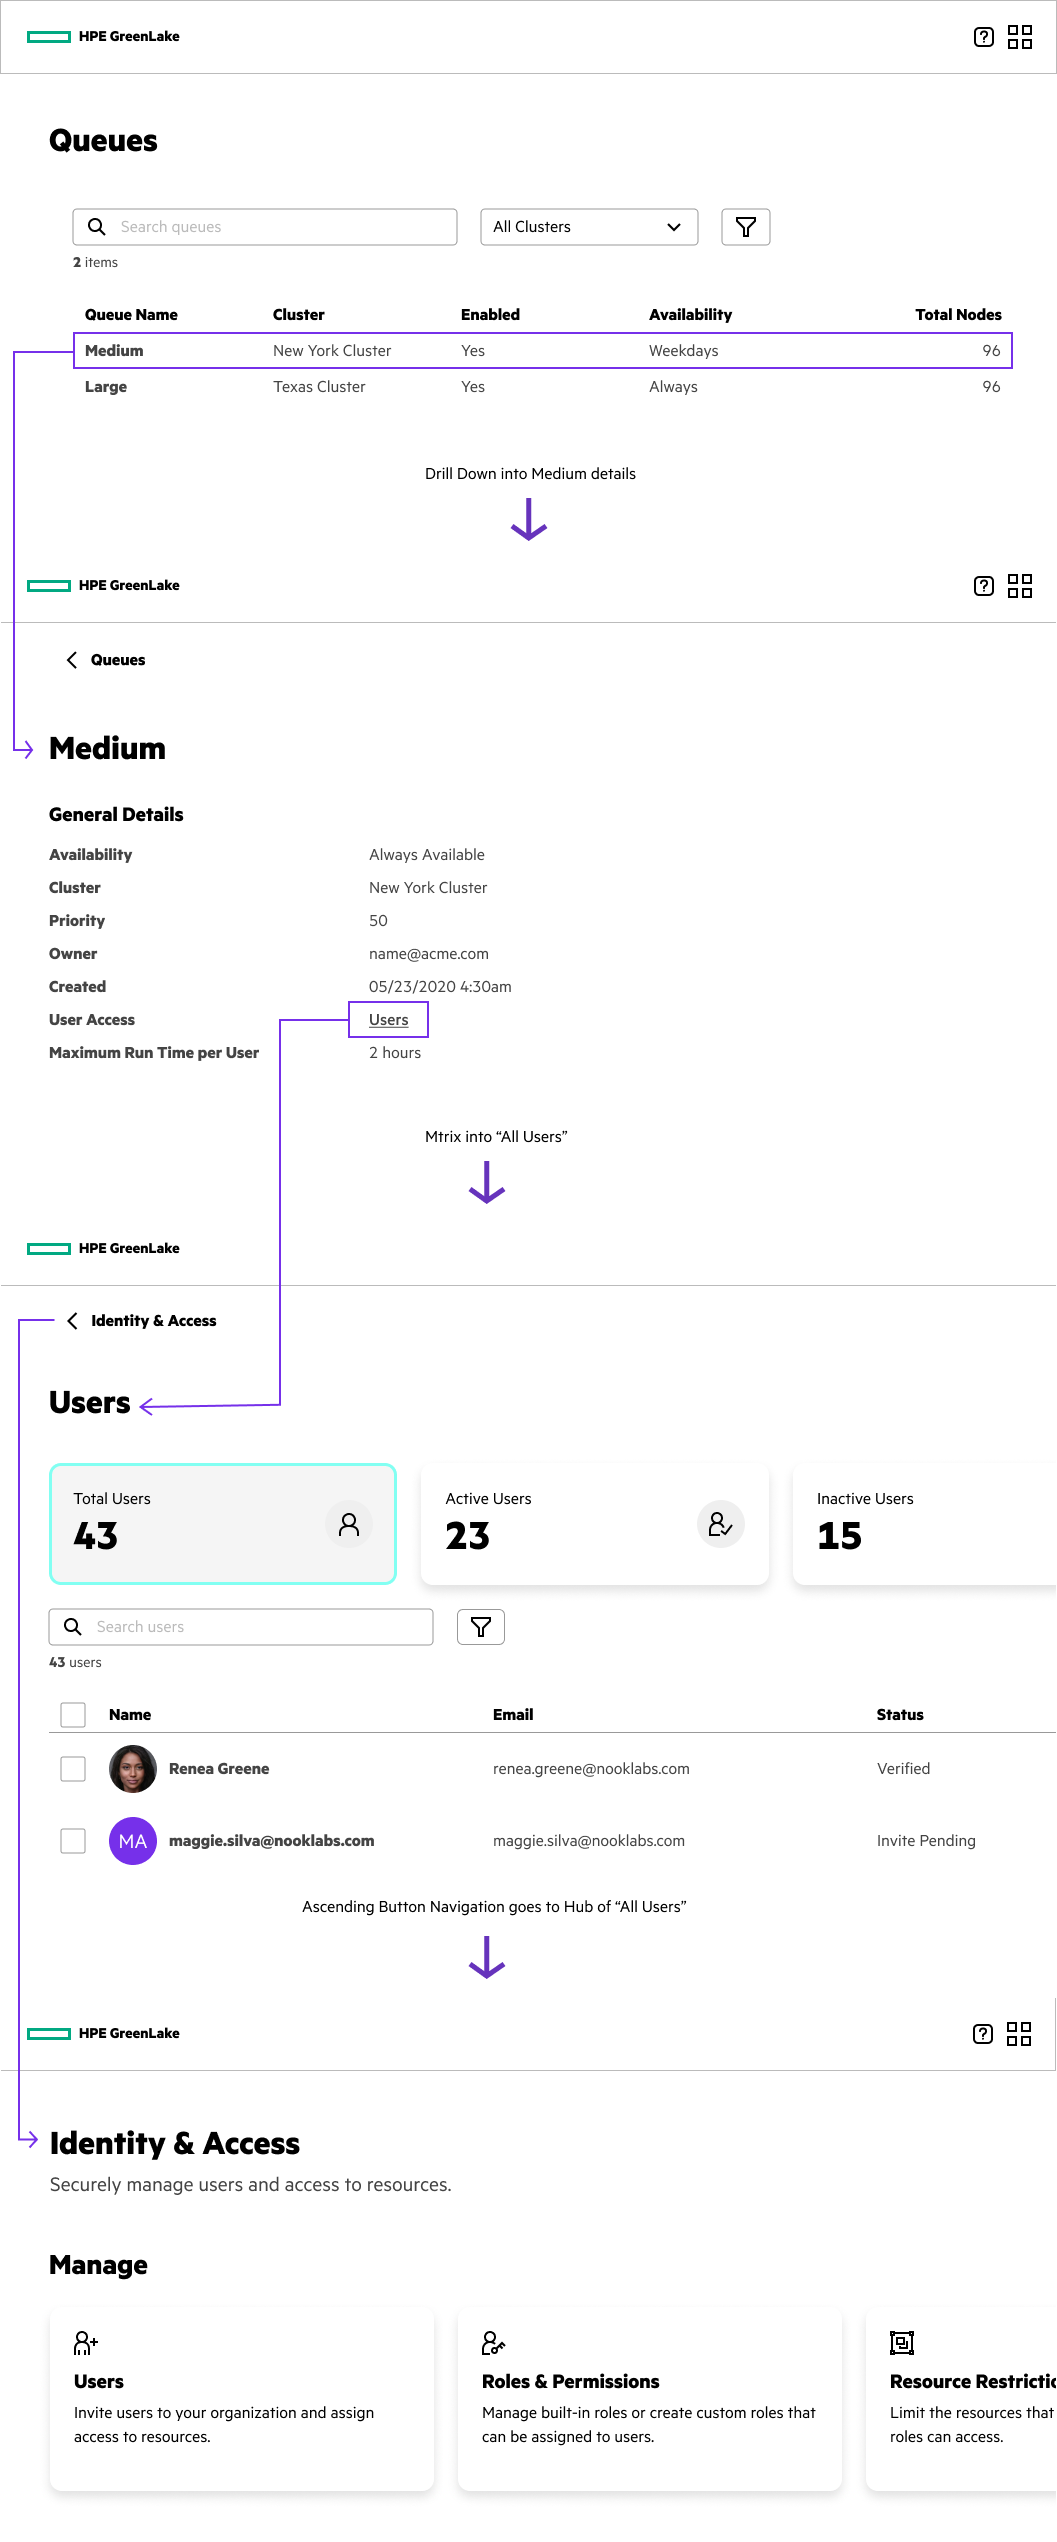 HPE GreenLake
Queues
Search queues
All Clusters
2 items
Queue Name Cluster Enabled Availability Total Nodes
Medium New York Cluster Yes Weekdays 96
Large Texas Cluster Yes Always 96
Drill Down into Medium details
HPE GreenLake
Queues
Medium
General Details
Availability Always Available
Cluster New York Cluster
Priority 50
Owner name@acme.com
Created 05/23/2020 4:30am
User Access Users
Maximum Run Time per User 2 hours
Mtrix into “All Users”
HPE GreenLake
Identity & Access
Users
Total Users
43
Active Users
23
Inactive Users
15
Search users
43 users
Name Email Status
Renea Greene renea.greene@nooklabs.com Verified
MA maggie.silva@nooklabs.com maggie.silva@nooklabs.com Invite Pending
Ascending Button Navigation goes to Hub of “All Users”
HPE GreenLake
Identity & Access
Securely manage users and access to resources.
Manage
Users
Invite users to your organization and assign
access to resources.
Roles & Permissions
Manage built-in roles or create custom roles that
can be assigned to users.
Resource Restrictio
Limit the resources that
roles can access.